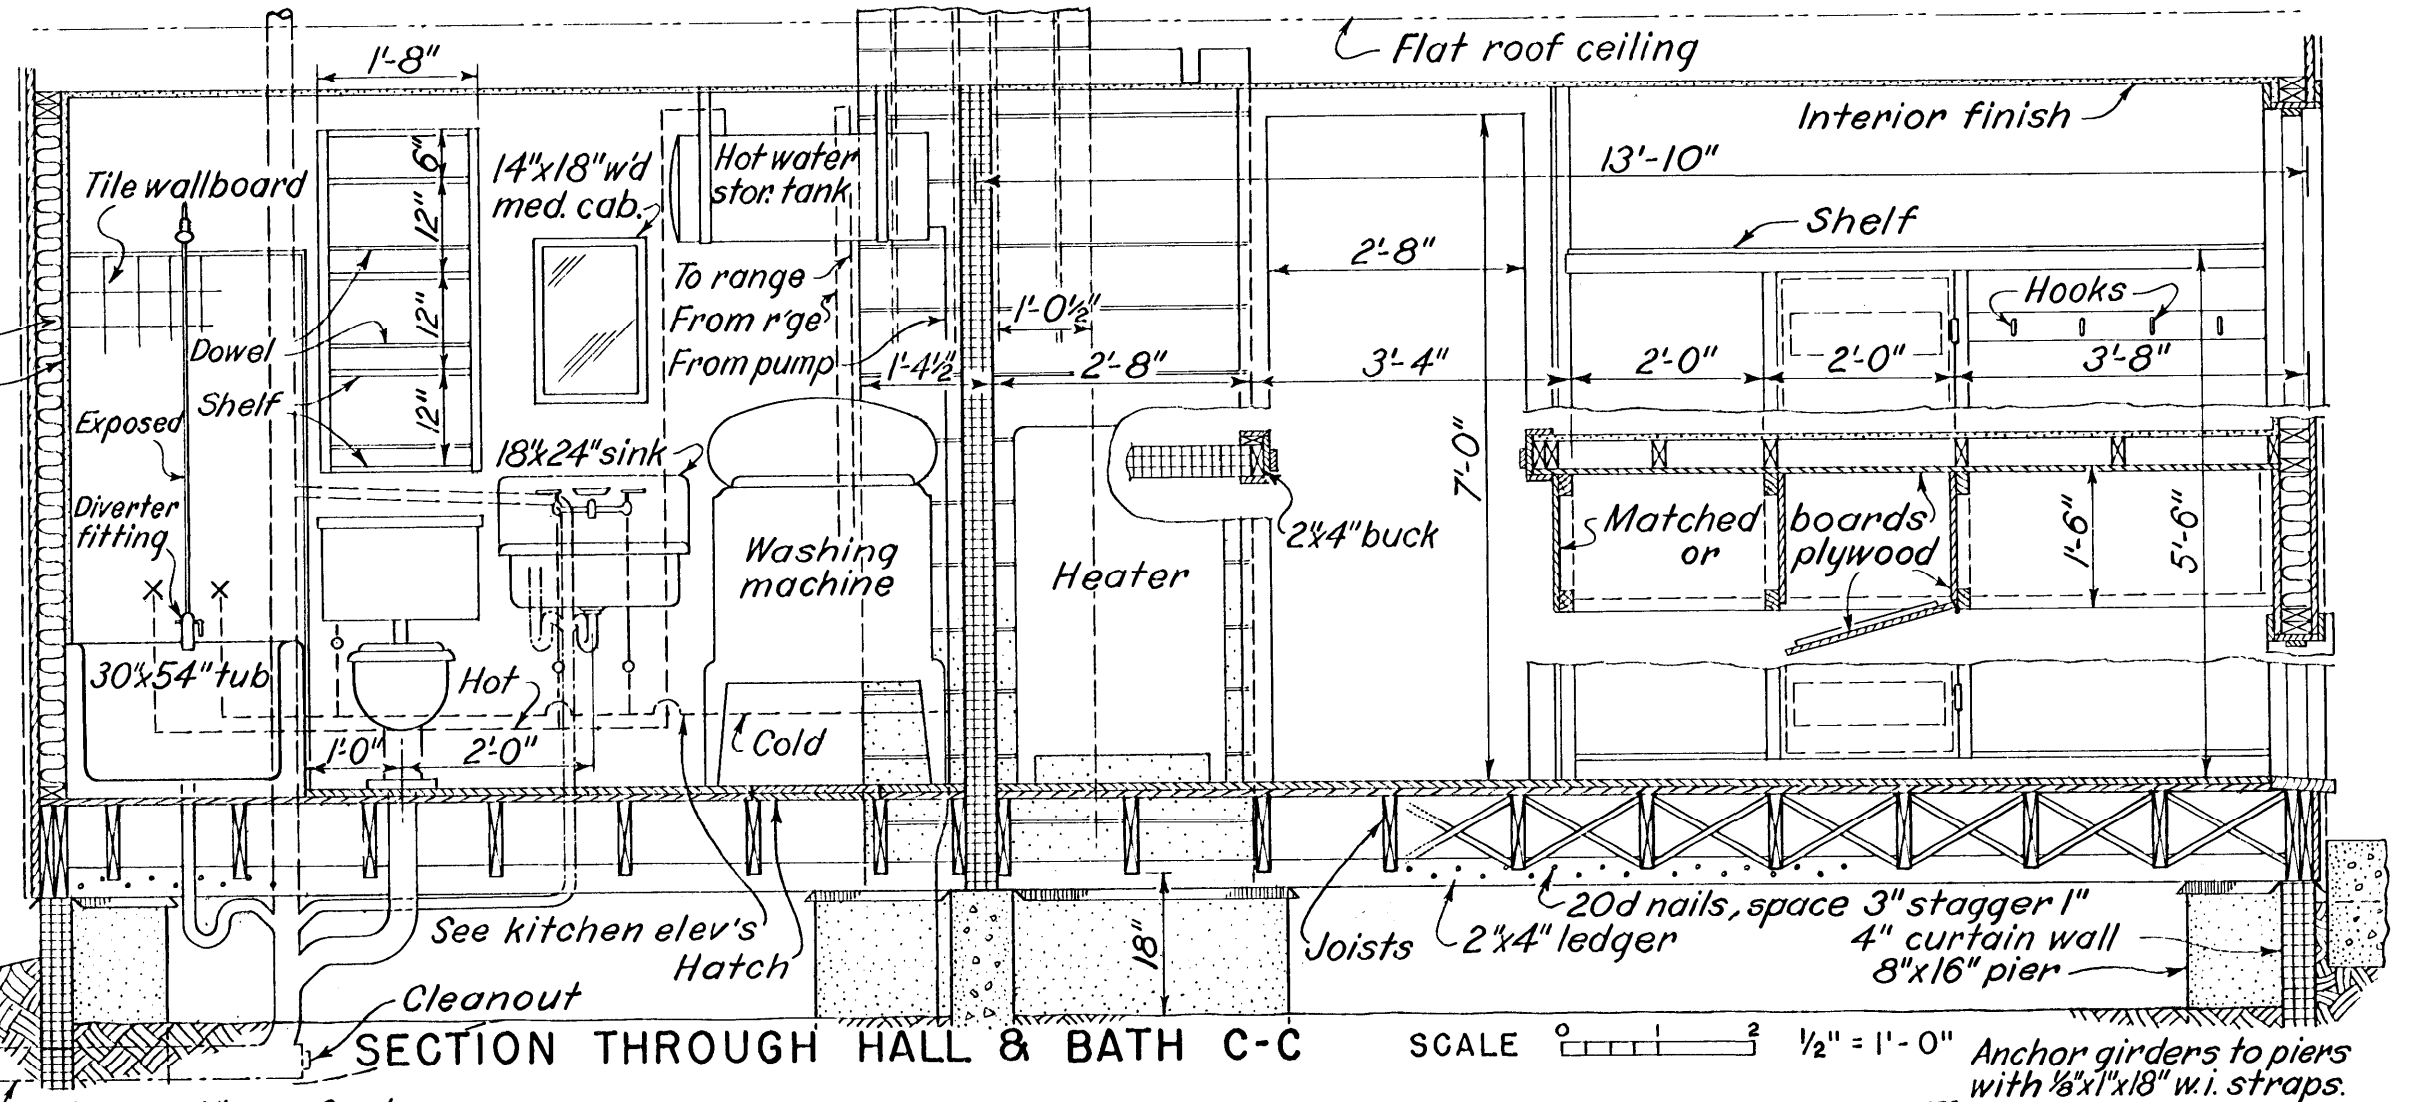 Flat roof ceiling
1'-8"
Interior finish
13'-10"
6"
14"x18" w'd
med. cab.
Hot water
stor. tank
Tile wallboard
12"
Shelf
To range
From r'ge
From pump
2'-8"
Hooks
1'-0½"
12"
Dowel
1'-4½"
2'-8"
3'-4"
2'-0"
2'-0"
3'-8"
Shelf
12"
Exposed
18"x24" sink
7'-0"
Diverter
fitting
Washing
machine
Heater
2"x4" buck
Matched boards
or plywood
1'-6"
5'-6"
30"x54" tub
Hot
Cold
1'-0"
2'-0"
See kitchen elev's
Hatch
18"
Joists
2"x4" ledger
20d nails, space 3" stagger 1"
4" curtain wall
8"x16" pier
Cleanout
SECTION THROUGH HALL & BATH C-C
SCALE
0 1 2
½" = 1'-0"
Anchor girders to piers
with ⅛"x1"x18" w.i. straps.